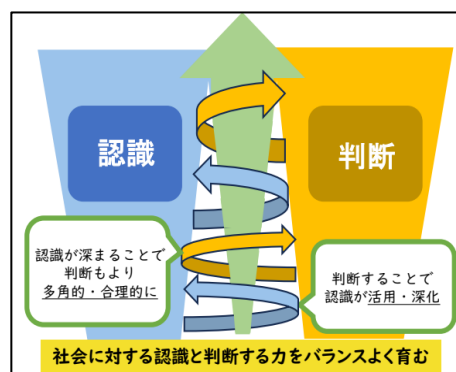 認識
判断
認識が深まることで
判断もより
多角的・合理的に
判断することで
認識が活用・深化
社会に対する認識と判断する力をバランスよく育む